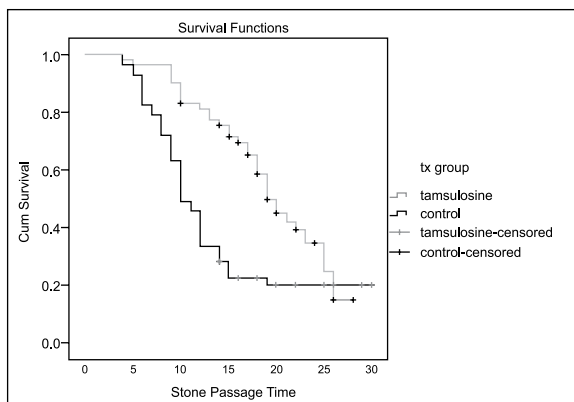 Survival Functions
1.0
0.8
0.6
0.4
0.2
0.0
Cum Survival
0 5 10 15 20 25 30
Stone Passage Time
tx group
tamsulosine
control
tamsulosine-censored
control-censored